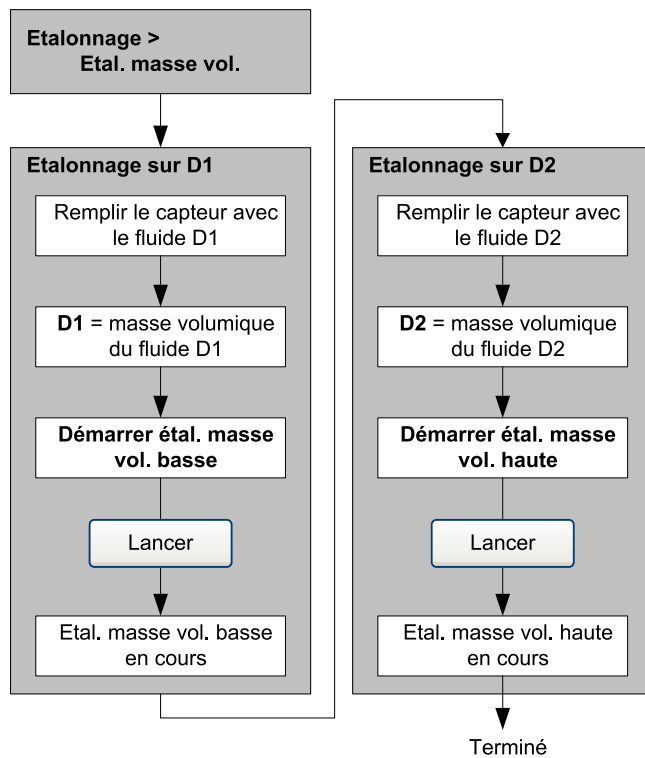 Etalonnage >
Etal. masse vol.
Etalonnage sur D1
Remplir le capteur avec
le fluide D1
D1 = masse volumique
du fluide D1
Démarrer étal. masse
vol. basse
Lancer
Etal. masse vol. basse
en cours
Etalonnage sur D2
Remplir le capteur avec
le fluide D2
D2 = masse volumique
du fluide D2
Démarrer étal. masse
vol. haute
Lancer
Etal. masse vol. haute
en cours
Terminé